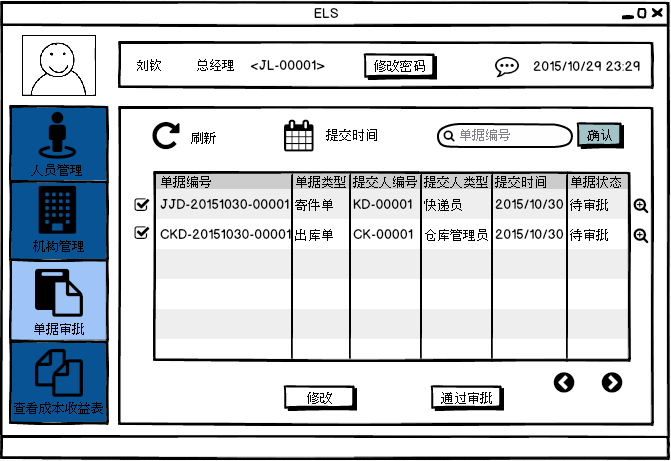 ELS
刘钦 总经理 <JL-00001> 修改密码 2015/10/29 23:29
人员管理
机构管理
单据审批
查看成本收益表
刷新 提交时间 单据编号 确认
单据编号 单据类型 提交人编号 提交人类型 提交时间 单据状态
JJD-20151030-00001 寄件单 KD-00001 快递员 2015/10/30 待审批
CKD-20151030-00001 出库单 CK-00001 仓库管理员 2015/10/30 待审批
修改 通过审批